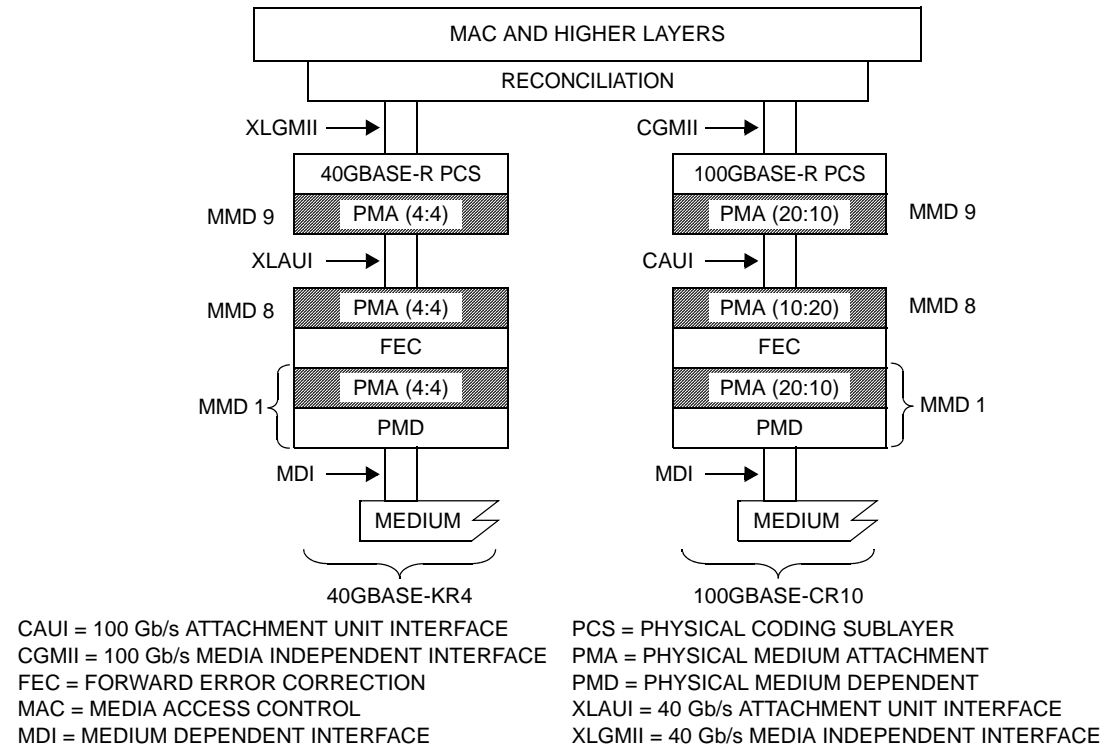 MAC AND HIGHER LAYERS
RECONCILIATION
XLGMII
CGMII
40GBASE-R PCS
100GBASE-R PCS
MMD 9
PMA (4:4)
PMA (20:10)
MMD 9
XLAUI
CAUI
MMD 8
PMA (4:4)
PMA (10:20)
MMD 8
FEC
FEC
MMD 1
PMA (4:4)
PMA (20:10)
MMD 1
PMD
PMD
MDI
MDI
MEDIUM
MEDIUM
40GBASE-KR4
100GBASE-CR10
CAUI = 100 Gb/s ATTACHMENT UNIT INTERFACE
CGMII = 100 Gb/s MEDIA INDEPENDENT INTERFACE
FEC = FORWARD ERROR CORRECTION
MAC = MEDIA ACCESS CONTROL
MDI = MEDIUM DEPENDENT INTERFACE
PCS = PHYSICAL CODING SUBLAYER
PMA = PHYSICAL MEDIUM ATTACHMENT
PMD = PHYSICAL MEDIUM DEPENDENT
XLAUI = 40 Gb/s ATTACHMENT UNIT INTERFACE
XLGMII = 40 Gb/s MEDIA INDEPENDENT INTERFACE